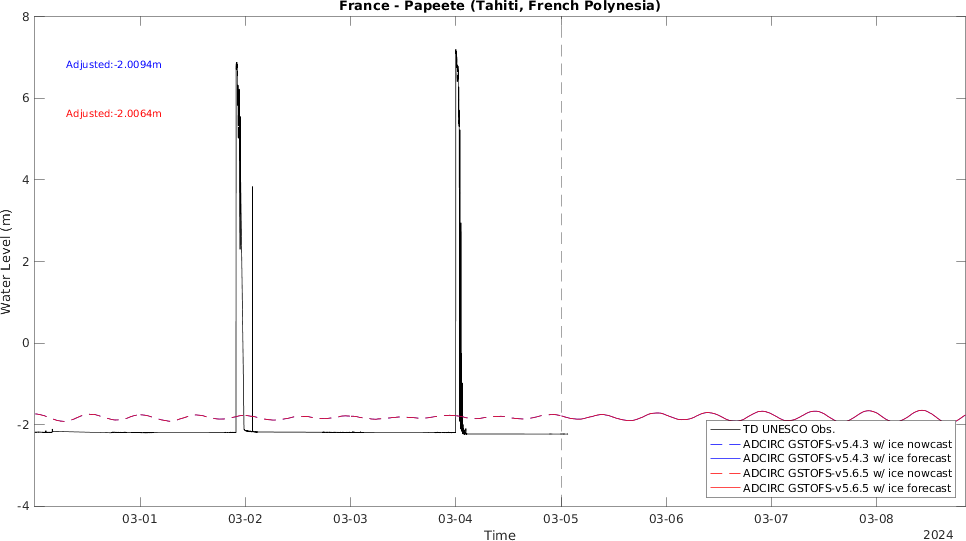 France - Papeete (Tahiti, French Polynesia)
8
6
4
2
0
-2
-4
Water Level (m)
Adjusted:-2.0094m
Adjusted:-2.0064m
TD UNESCO Obs.
ADCIRC GSTOFS-v5.4.3 w/ ice nowcast
ADCIRC GSTOFS-v5.4.3 w/ ice forecast
ADCIRC GSTOFS-v5.6.5 w/ ice nowcast
ADCIRC GSTOFS-v5.6.5 w/ ice forecast
03-01 03-02 03-03 03-04 03-05 03-06 03-07 03-08
Time
2024